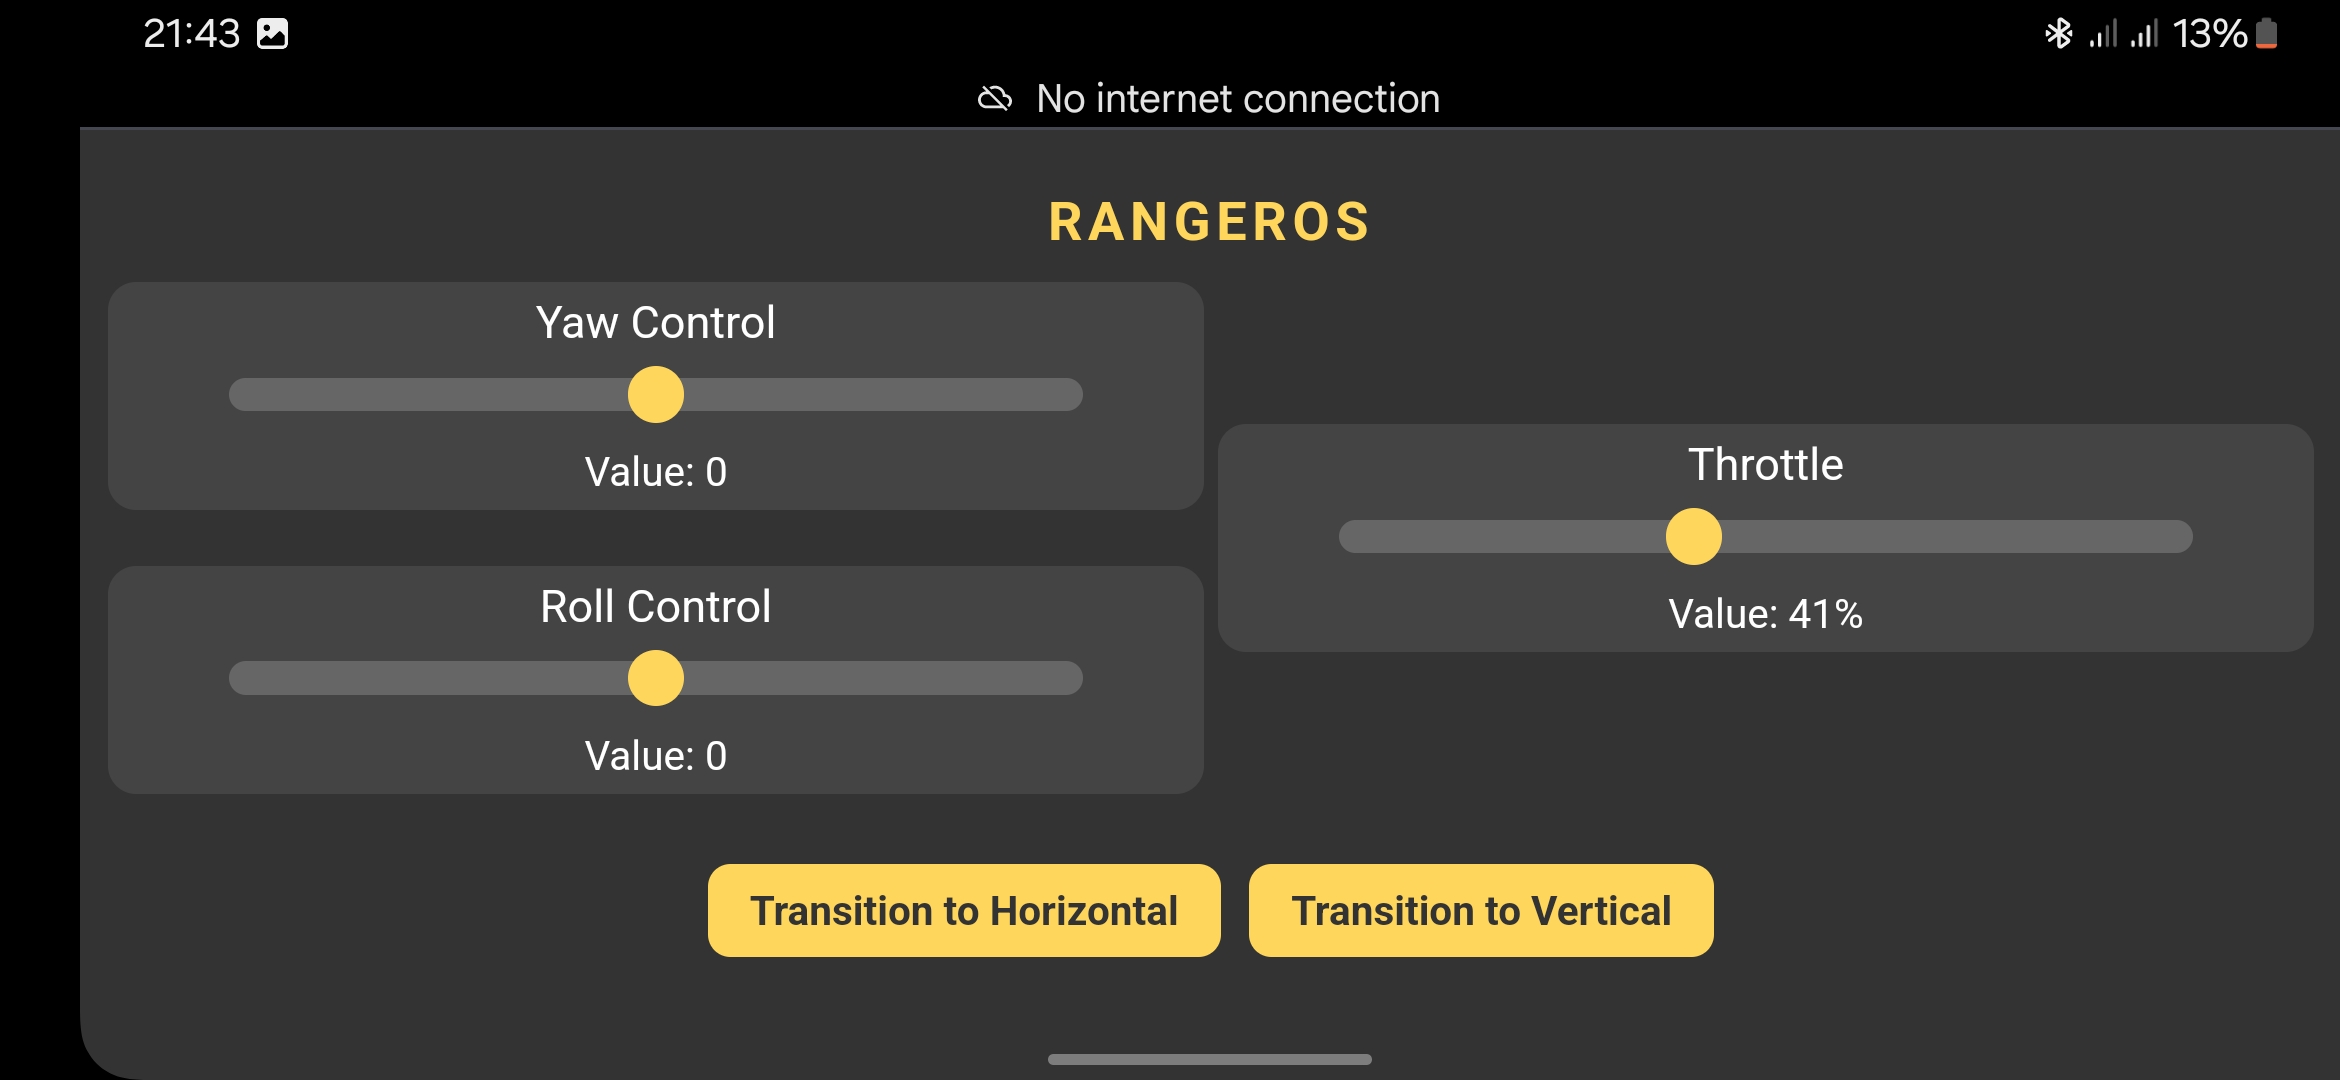 21:43
13%
No internet connection
RANGEROS
Yaw Control
Value: 0
Throttle
Value: 41%
Roll Control
Value: 0
Transition to Horizontal
Transition to Vertical